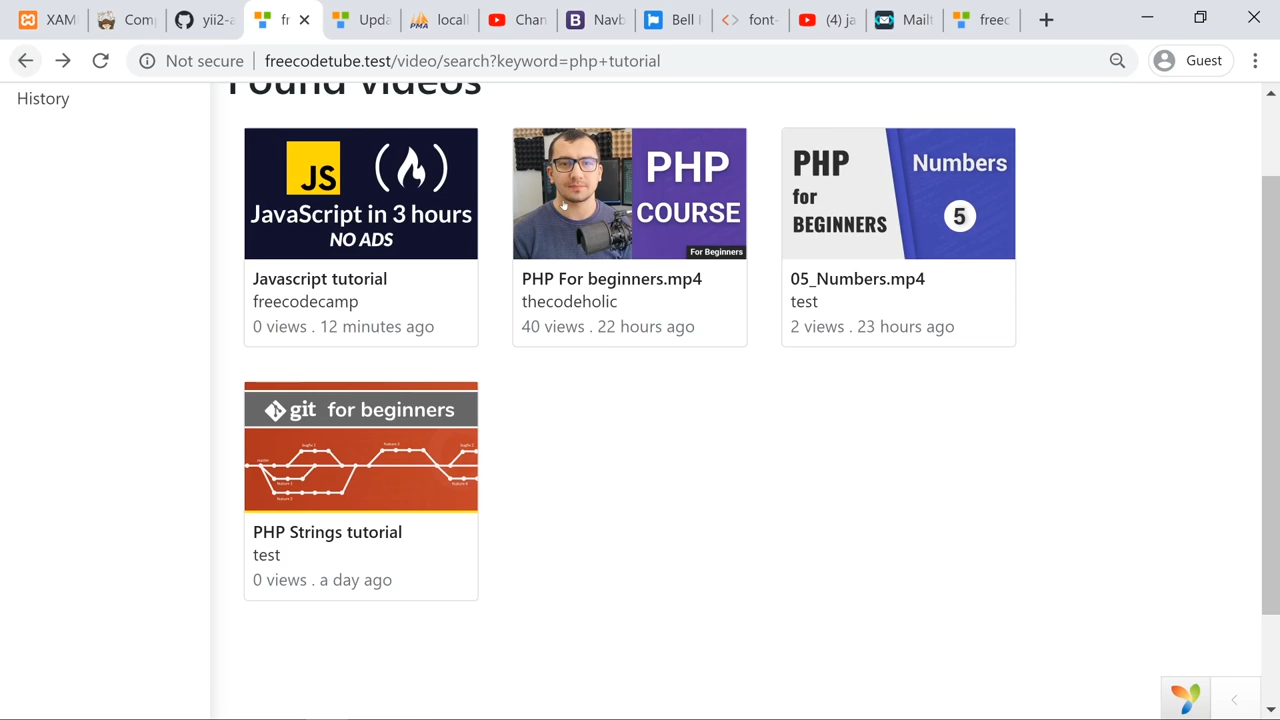 XAM
Com
yii2-a
fr
Upda
locall
Chan
Navb
Bell i
font-
(4) ja
Mailt
freec
Not secure
freecodetube.test/video/search?keyword=php+tutorial
Guest
History
Found videos
JS
JavaScript in 3 hours
NO ADS
Javascript tutorial
freecodecamp
0 views . 12 minutes ago
PHP
COURSE
For Beginners
PHP For beginners.mp4
thecodeholic
40 views . 22 hours ago
PHP
for
BEGINNERS
Numbers
5
05_Numbers.mp4
test
2 views . 23 hours ago
git for beginners
PHP Strings tutorial
test
0 views . a day ago